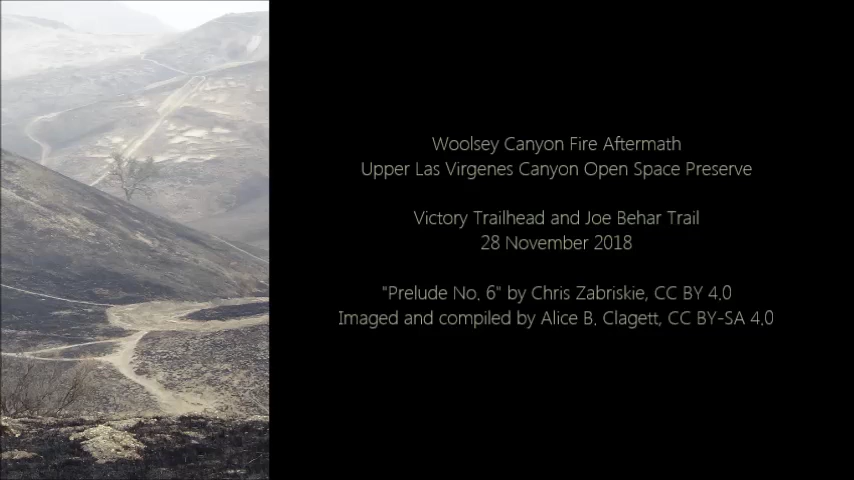 Woolsey Canyon Fire Aftermath
Upper Las Virgenes Canyon Open Space Preserve
Victory Trailhead and Joe Behar Trail
28 November 2018
"Prelude No. 6" by Chris Zabriskie, CC BY 4.0
Imaged and compiled by Alice B. Clagett, CC BY-SA 4.0